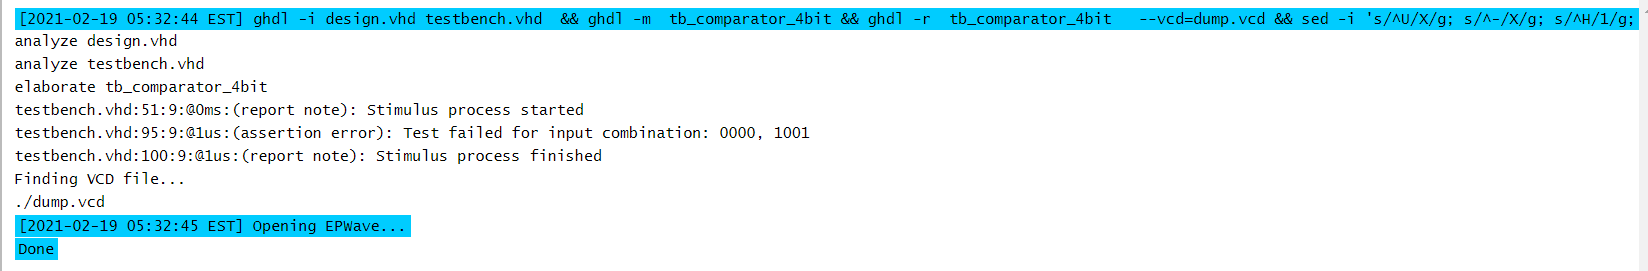 [2021-02-19 05:32:44 EST] ghdl -i design.vhd testbench.vhd  && ghdl -m  tb_comparator_4bit && ghdl -r  tb_comparator_4bit   --vcd=dump.vcd && sed -i 's/^U/X/g; s/^-/X/g; s/^H/1/g;
analyze design.vhd
analyze testbench.vhd
elaborate tb_comparator_4bit
testbench.vhd:51:9:@0ms:(report note): Stimulus process started
testbench.vhd:95:9:@1us:(assertion error): Test failed for input combination: 0000, 1001
testbench.vhd:100:9:@1us:(report note): Stimulus process finished
Finding VCD file...
./dump.vcd
[2021-02-19 05:32:45 EST] Opening EPWave...
Done